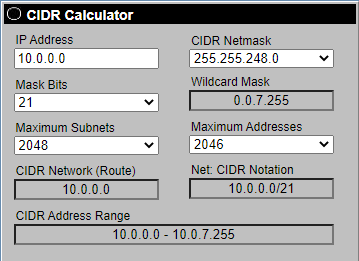 CIDR Calculator
IP Address
CIDR Netmask
10.0.0.0
255.255.248.0
Mask Bits
Wildcard Mask
21
0.0.7.255
Maximum Subnets
Maximum Addresses
2048
2046
CIDR Network (Route)
Net: CIDR Notation
10.0.0.0
10.0.0.0/21
CIDR Address Range
10.0.0.0 - 10.0.7.255